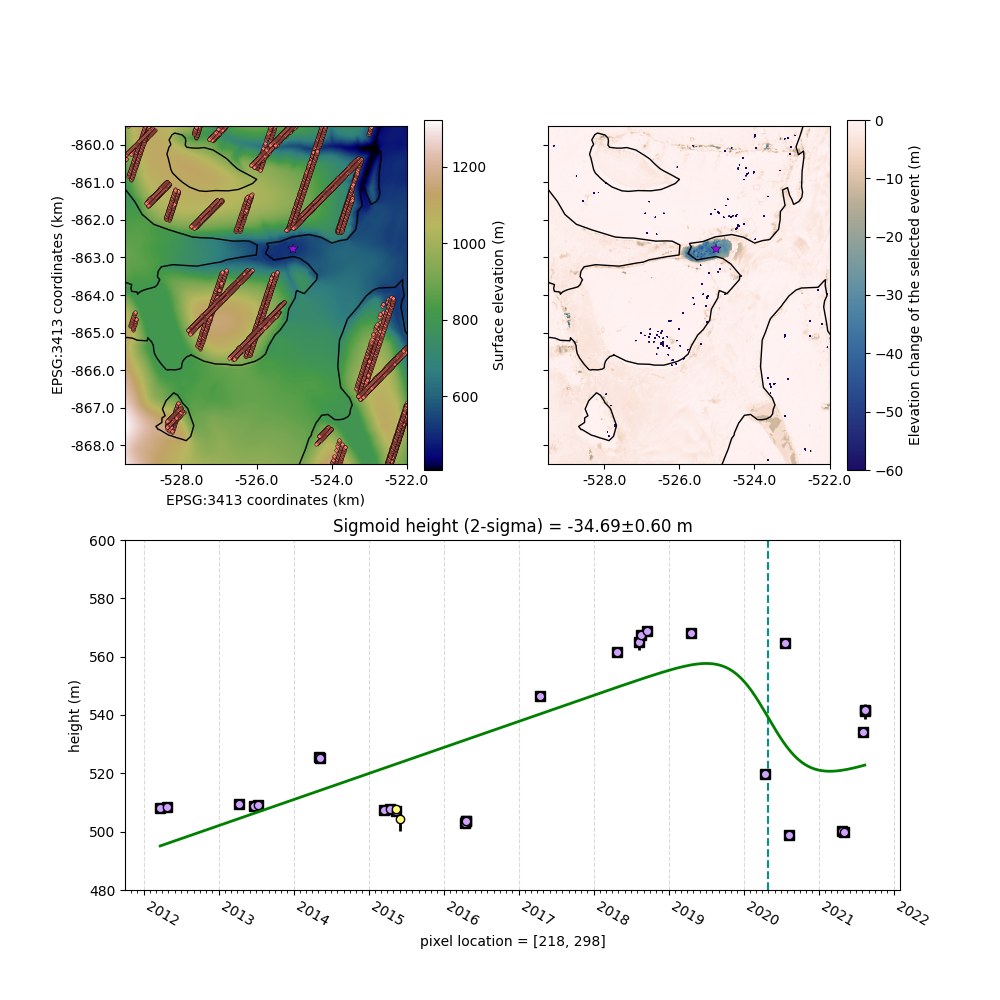 -860.0
-861.0
-862.0
-863.0
-864.0
-865.0
-866.0
-867.0
-868.0
EPSG:3413 coordinates (km)
-528.0 -526.0 -524.0 -522.0
EPSG:3413 coordinates (km)
1200
1000
800
600
Surface elevation (m)
-528.0 -526.0 -524.0 -522.0
0
−10
−20
−30
−40
−50
−60
Elevation change of the selected event (m)
Sigmoid height (2-sigma) = -34.69±0.60 m
600
580
560
540
520
500
480
height (m)
2012 2013 2014 2015 2016 2017 2018 2019 2020 2021 2022
pixel location = [218, 298]